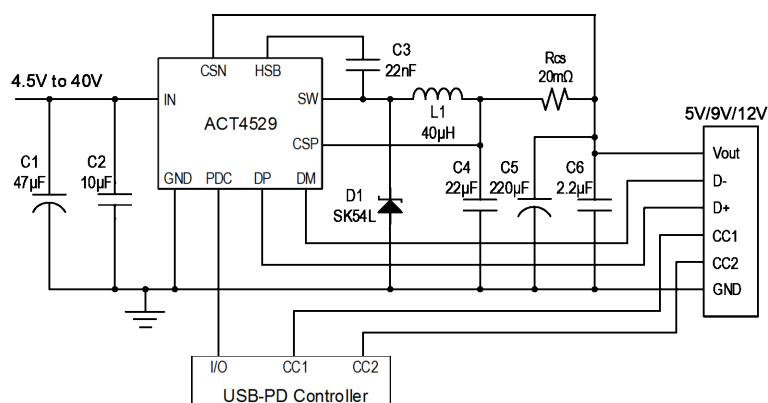 4.5V to 40V
CSN
HSB
C3
22nF
Rcs
20mΩ
IN
SW
ACT4529
L1
40µH
CSP
5V/9V/12V
C1
47µF
C2
10µF
GND
PDC
DP
DM
D1
SK54L
C4
22µF
C5
220µF
C6
2.2µF
Vout
D-
D+
CC1
CC2
GND
I/O
CC1
CC2
USB-PD Controller